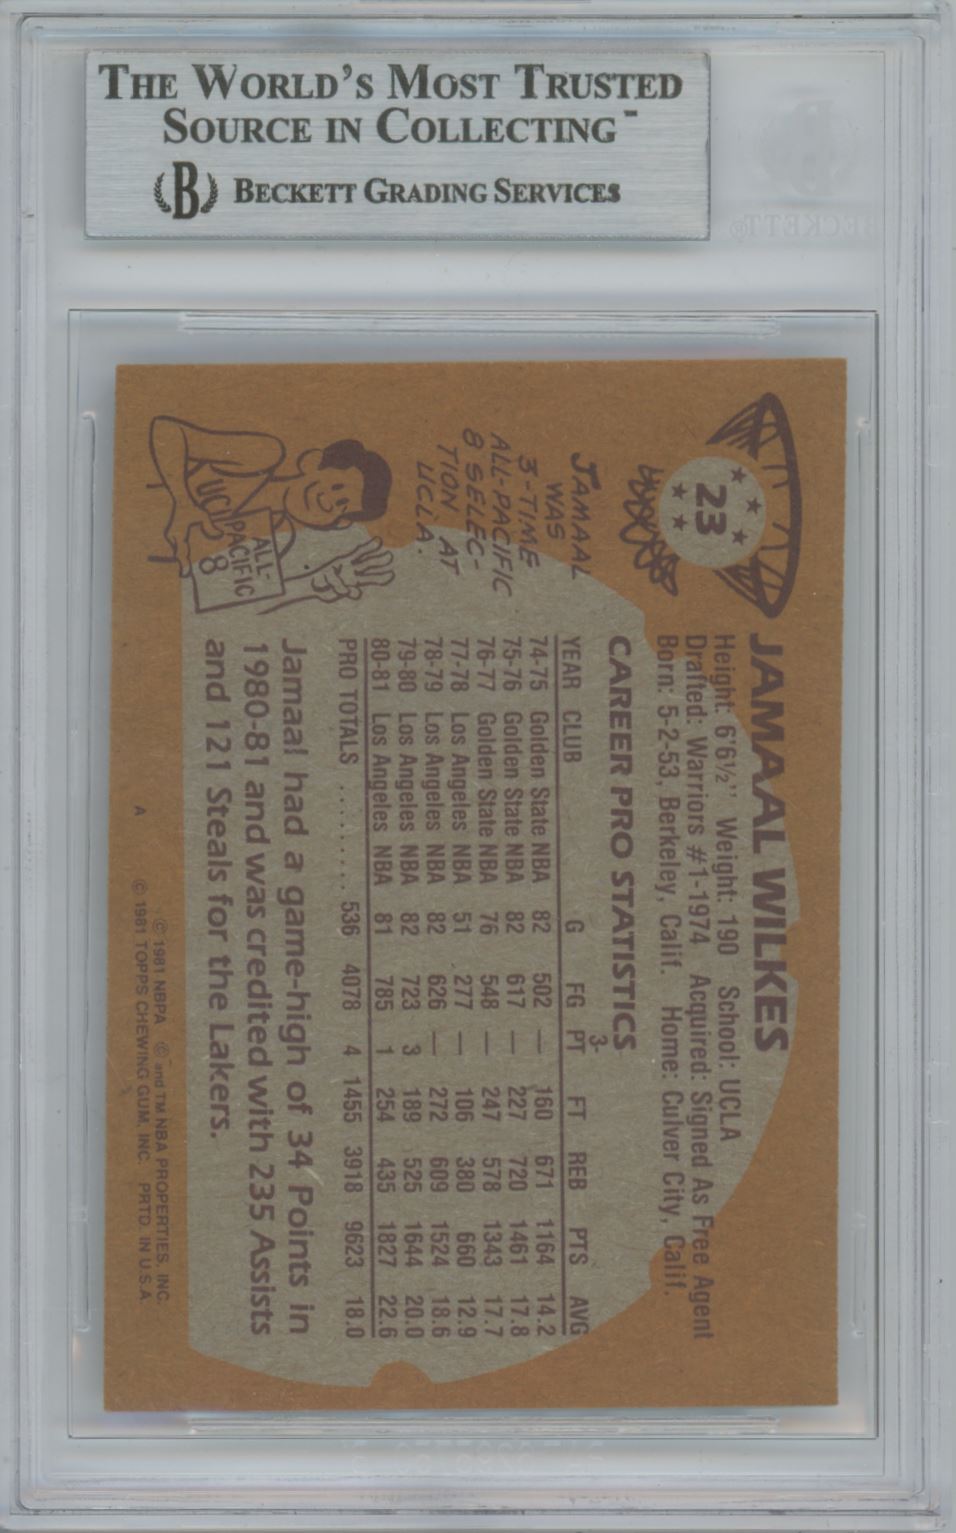 THE WORLD'S MOST TRUSTED
SOURCE IN COLLECTING™
B BECKETT GRADING SERVICES
BECKETT®
23
JAMAAL WILKES
Height: 6'6½" Weight: 190 School: UCLA
Drafted: Warriors #1-1974 Acquired: Signed As Free Agent
Born: 5-2-53, Berkeley, Calif. Home: Culver City, Calif.
CAREER PRO STATISTICS
YEAR CLUB G FG 3-PT FT REB PTS AVG
74-75 Golden State NBA 82 502 — 160 671 1164 14.2
75-76 Golden State NBA 82 617 — 227 720 1461 17.8
76-77 Golden State NBA 76 548 — 247 578 1343 17.7
77-78 Los Angeles NBA 51 277 — 106 380 660 12.9
78-79 Los Angeles NBA 82 626 — 272 609 1524 18.6
79-80 Los Angeles NBA 82 723 3 189 525 1644 20.0
80-81 Los Angeles NBA 81 785 1 254 435 1827 22.6
PRO TOTALS ......... 536 4078 4 1455 3918 9623 18.0
Jamaal had a game-high of 34 Points in
1980-81 and was credited with 235 Assists
and 121 Steals for the Lakers.
JAMAAL
WAS
3-TIME
ALL-PACIFIC
8 SELEC-
TION AT
UCLA.
UCL
ALL-
PACIFIC
8
© 1981 NBPA © and TM NBA PROPERTIES, INC.
A © 1981 TOPPS CHEWING GUM, INC. PRTD. IN U.S.A.